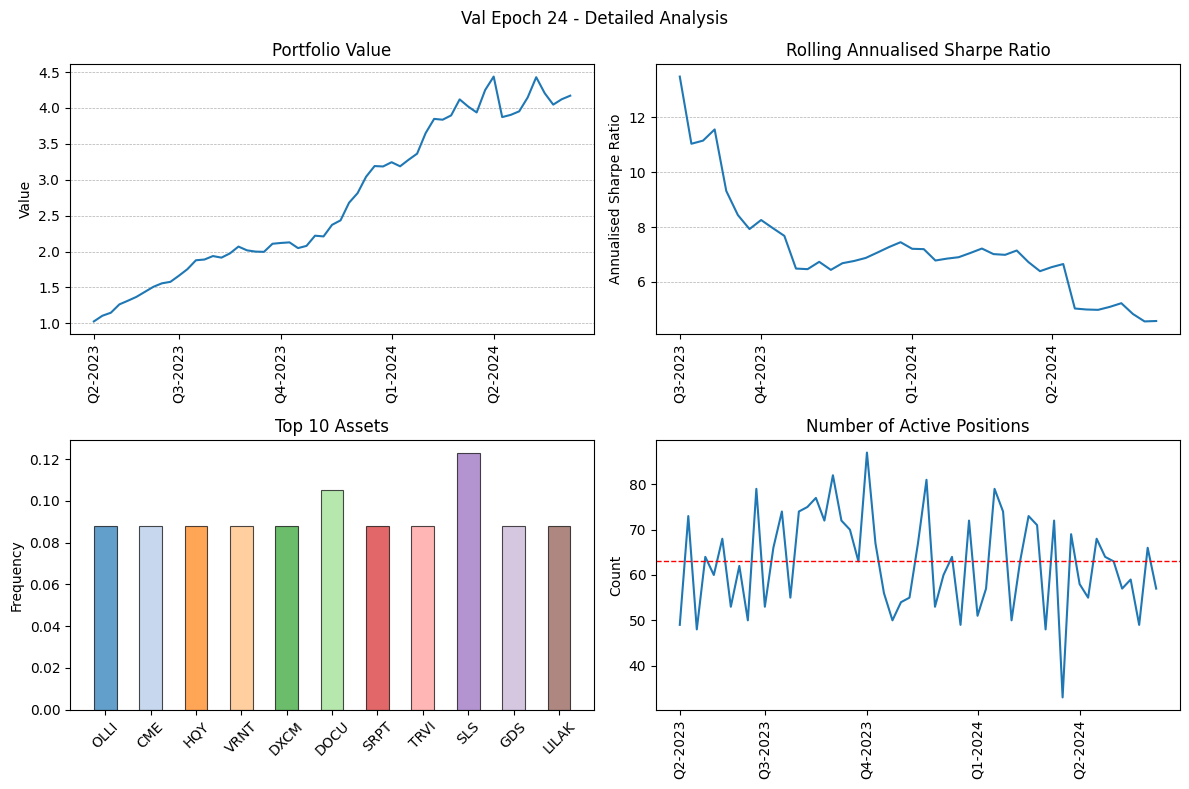 Val Epoch 24 - Detailed Analysis
Portfolio Value
Value
4.5
4.0
3.5
3.0
2.5
2.0
1.5
1.0
Q2-2023
Q3-2023
Q4-2023
Q1-2024
Q2-2024
Rolling Annualised Sharpe Ratio
Annualised Sharpe Ratio
12
10
8
6
Q3-2023
Q4-2023
Q1-2024
Q2-2024
Top 10 Assets
Frequency
0.12
0.10
0.08
0.06
0.04
0.02
0.00
OLLI
CME
HQY
VRNT
DXCM
DOCU
SRPT
TRVI
SLS
GDS
LILAK
Number of Active Positions
Count
80
70
60
50
40
Q2-2023
Q3-2023
Q4-2023
Q1-2024
Q2-2024